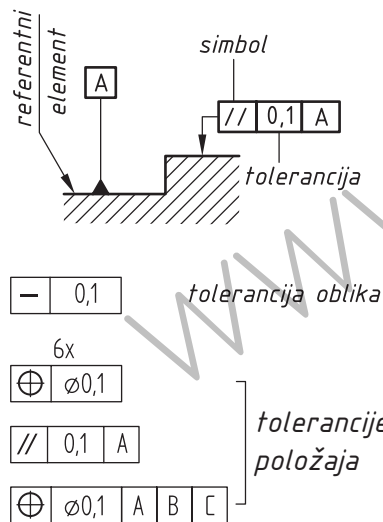 referentni
element
A
simbol
// 0,1 A
tolerancija
— 0,1
tolerancija oblika
6x
⌖ ⌀0,1
// 0,1 A
⌖ ⌀0,1 A B C
tolerancije
položaja
WW